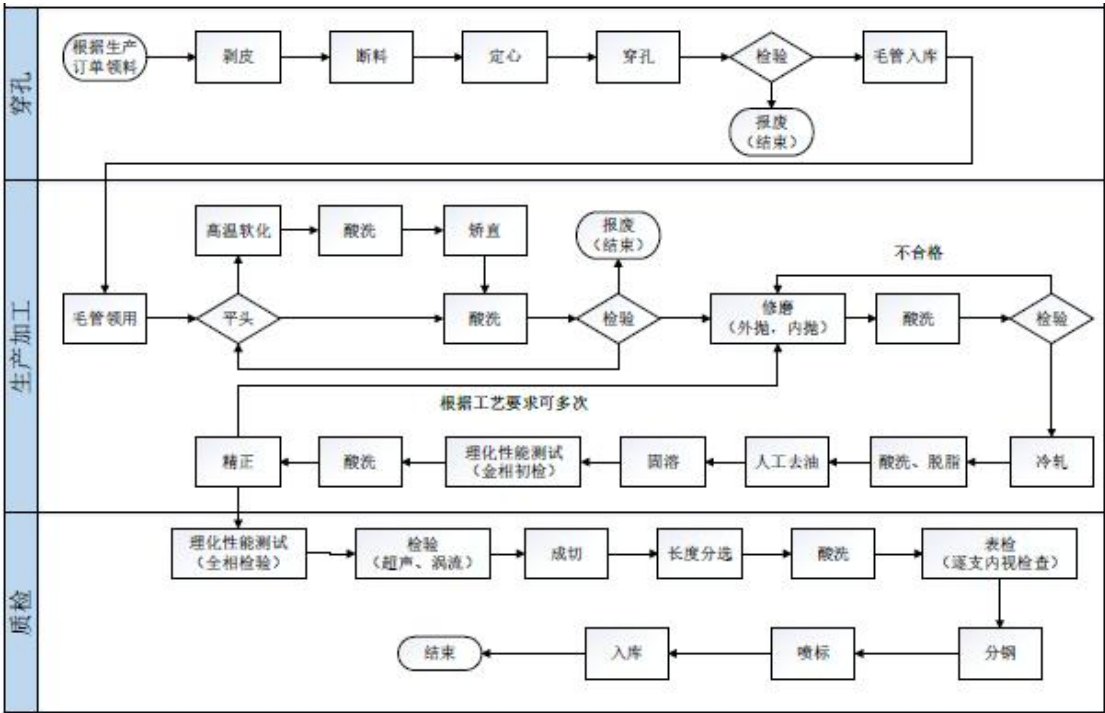 穿孔
根据生产
订单领料
剥皮
断料
定心
穿孔
检验
毛管入库
报废
（结束）
生产加工
高温软化
酸洗
矫直
报废
（结束）
不合格
毛管领用
平头
酸洗
检验
修磨
（外抛，内抛）
酸洗
检验
根据工艺要求可多次
精正
酸洗
理化性能测试
（金相初检）
固溶
人工去油
酸洗、脱脂
冷轧
质检
理化性能测试
（全相检验）
检验
（超声、涡流）
成切
长度分选
酸洗
表检
（逐支内视检查）
结束
入库
喷标
分钢